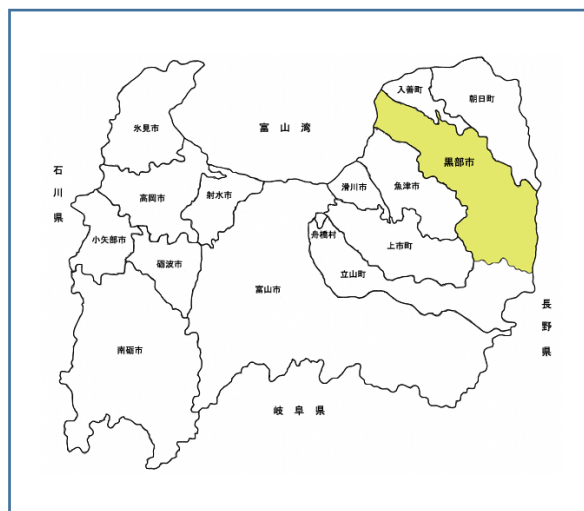 入善町
朝日町
氷見市
富山湾
黒部市
石川県
高岡市
射水市
滑川市
魚津市
小矢部市
舟橋村
上市町
砺波市
立山町
富山市
長野県
南砺市
岐阜県